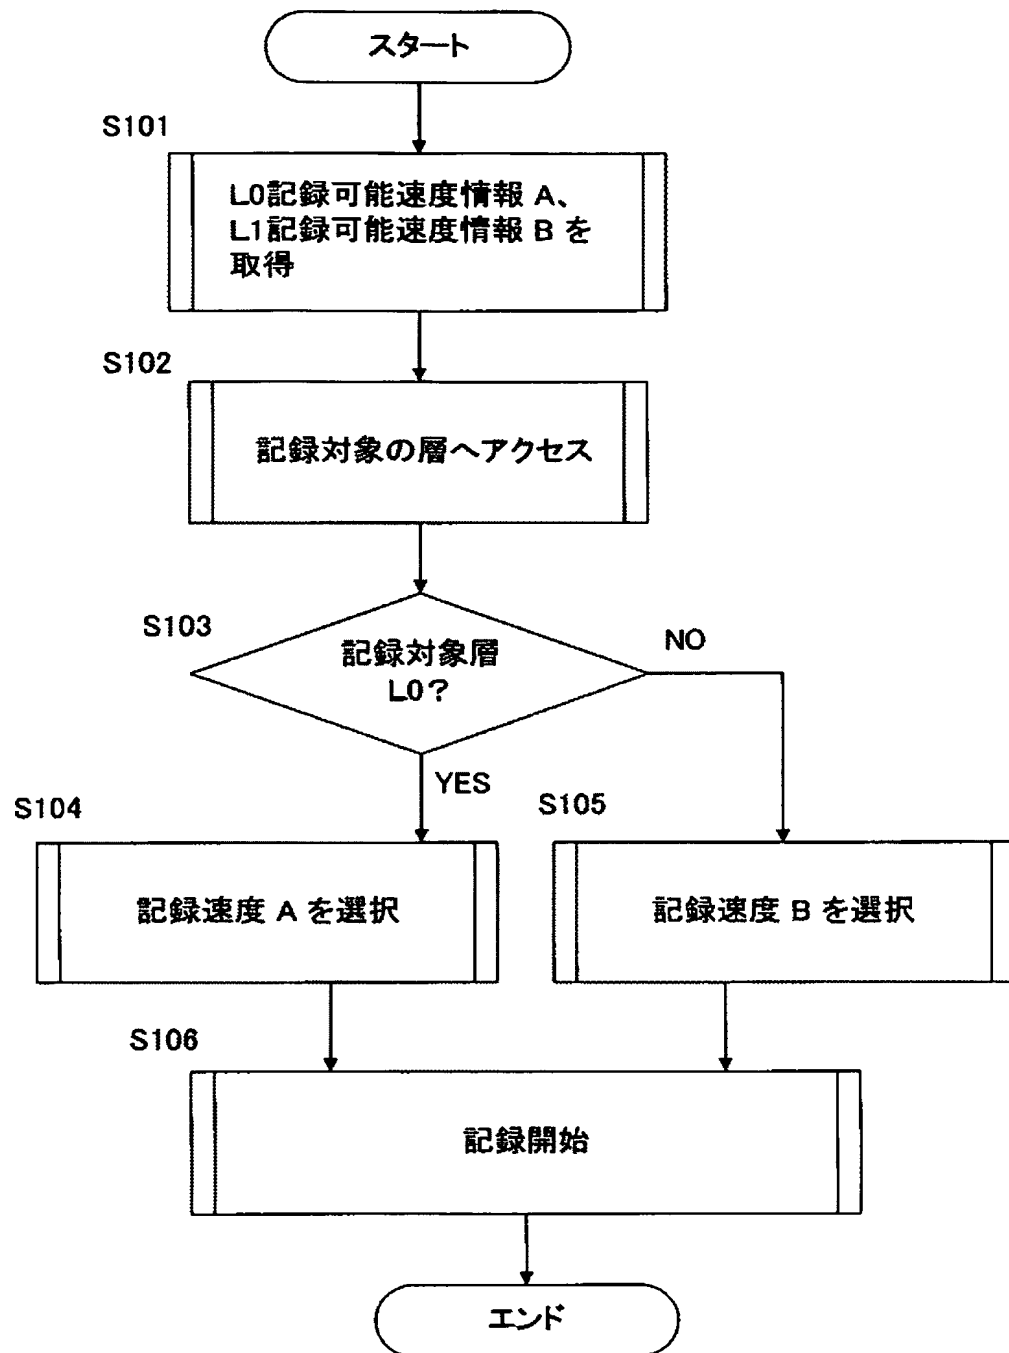 スタート
S101
L0記録可能速度情報 A、
L1記録可能速度情報 B を
取得
S102
記録対象の層へアクセス
S103
記録対象層
L0？
NO
YES
S104
記録速度 A を選択
S105
記録速度 B を選択
S106
記録開始
エンド